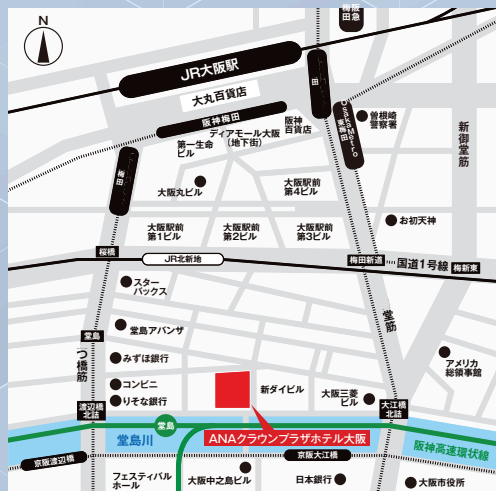 N
阪急
梅田
JR大阪駅
大丸百貨店
阪神梅田
ディアモール大阪
(地下街)
阪神
百貨店
第一生命
ビル
田
Osaka Metro
東梅田
曽根崎
警察署
新御堂筋
梅田
大阪丸ビル
大阪駅前
第4ビル
お初天神
大阪駅前
第1ビル
大阪駅前
第2ビル
大阪駅前
第3ビル
桜橋
JR北新地
梅田新道
国道1号線
梅新東
スター
バックス
堂島
堂島アバンザ
堂筋
つ橋筋
みずほ銀行
アメリカ
総領事館
コンビニ
りそな銀行
新ダイビル
大阪三菱
ビル
渡辺橋
北詰
大江橋
北詰
堂島
堂島川
ANAクラウンプラザホテル大阪
阪神高速環状線
京阪渡辺橋
京阪大江橋
フェスティバル
ホール
大阪中之島ビル
日本銀行
大阪市役所